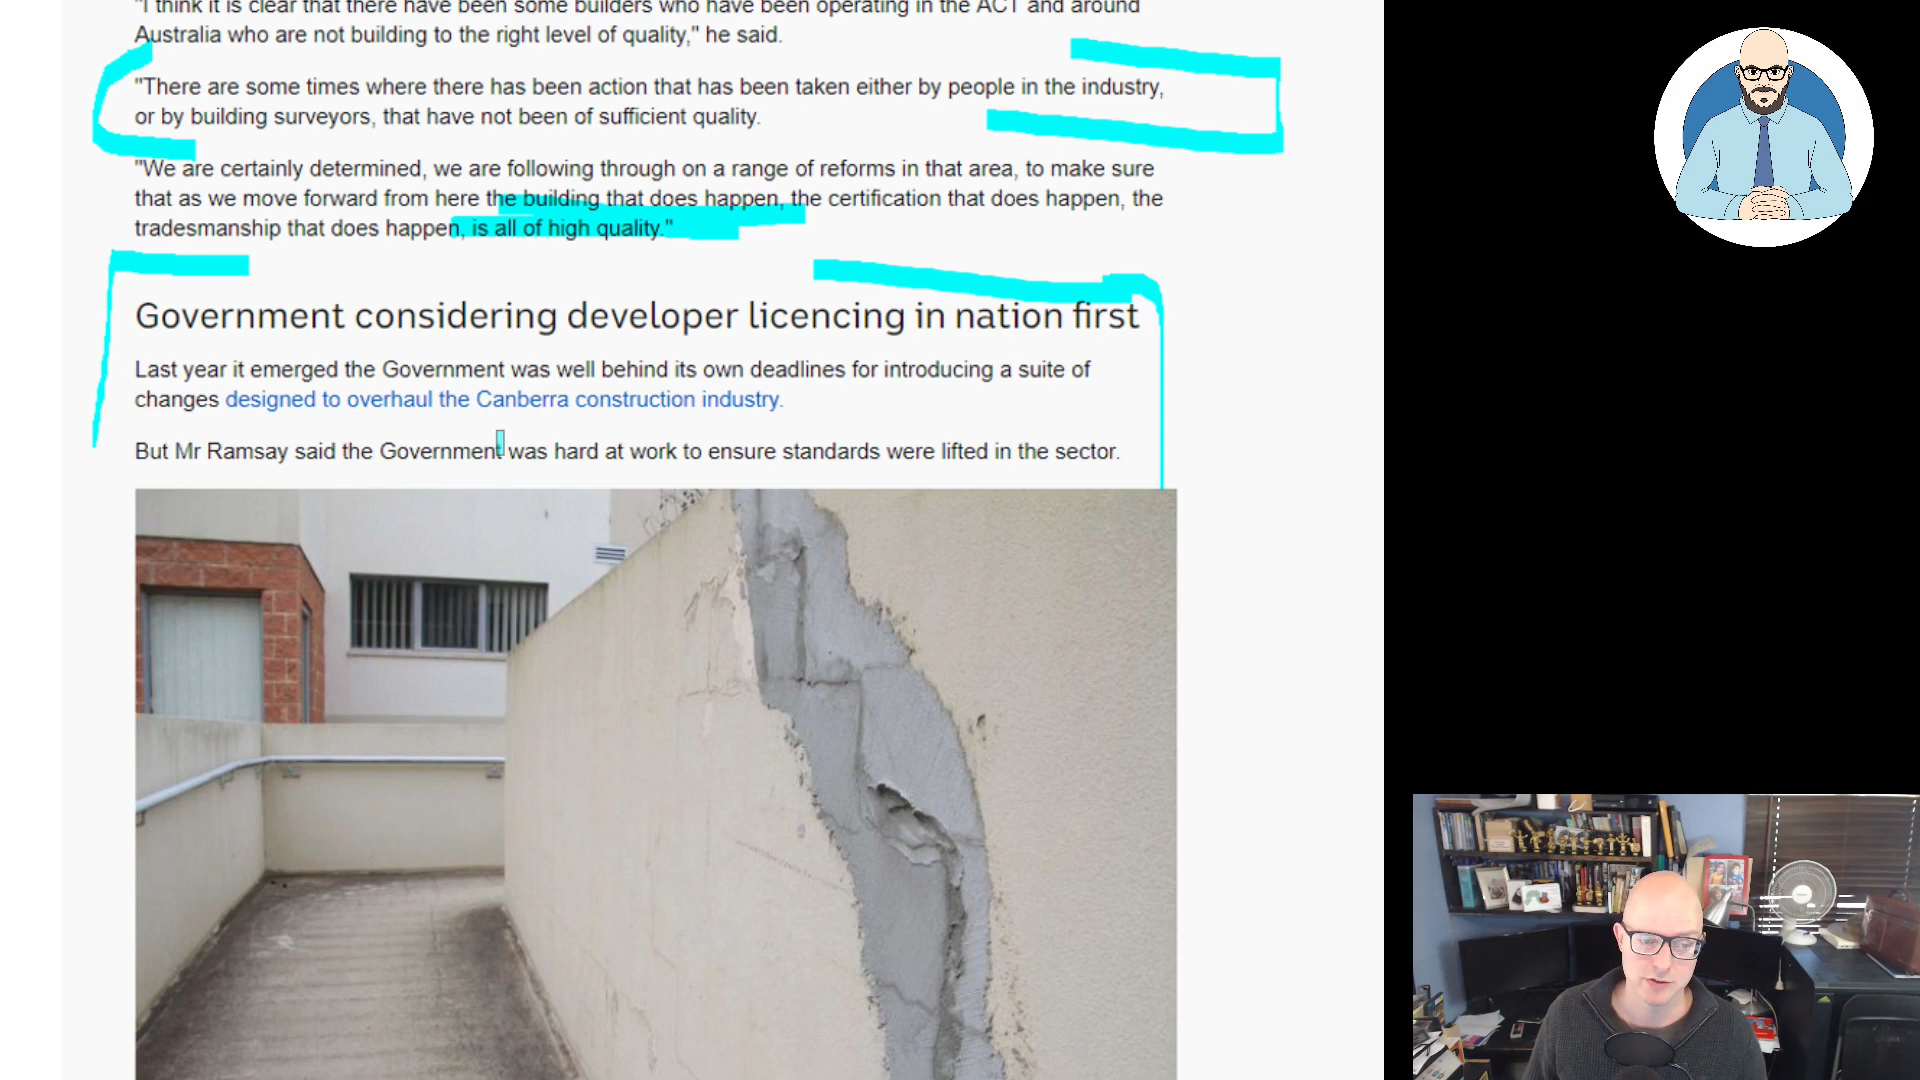 "I think it is clear that there have been some builders who have been operating in the ACT and around
Australia who are not building to the right level of quality," he said.
"There are some times where there has been action that has been taken either by people in the industry,
or by building surveyors, that have not been of sufficient quality.
"We are certainly determined, we are following through on a range of reforms in that area, to make sure
that as we move forward from here the building that does happen, the certification that does happen, the
tradesmanship that does happen, is all of high quality."
Government considering developer licencing in nation first
Last year it emerged the Government was well behind its own deadlines for introducing a suite of
changes designed to overhaul the Canberra construction industry.
But Mr Ramsay said the Government was hard at work to ensure standards were lifted in the sector.